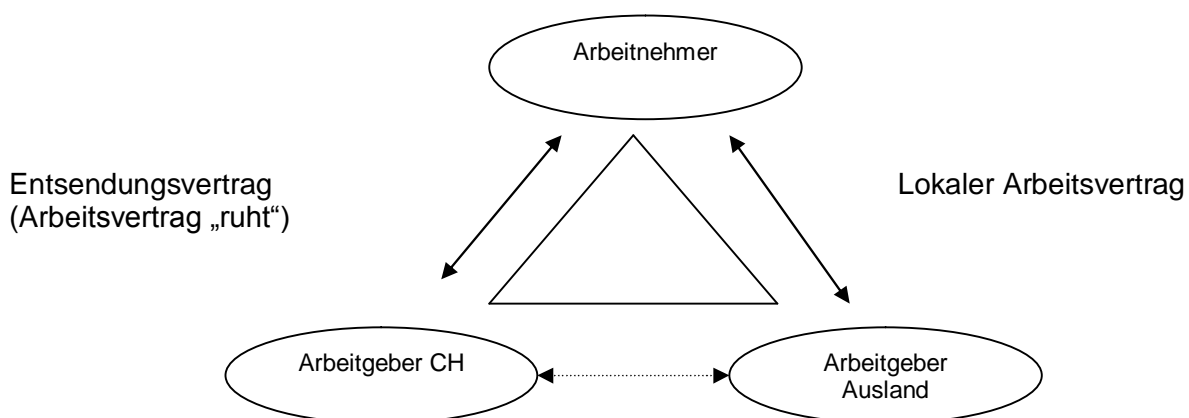 Arbeitnehmer
Entsendungsvertrag
(Arbeitsvertrag „ruht“)
Lokaler Arbeitsvertrag
Arbeitgeber CH
Arbeitgeber
Ausland